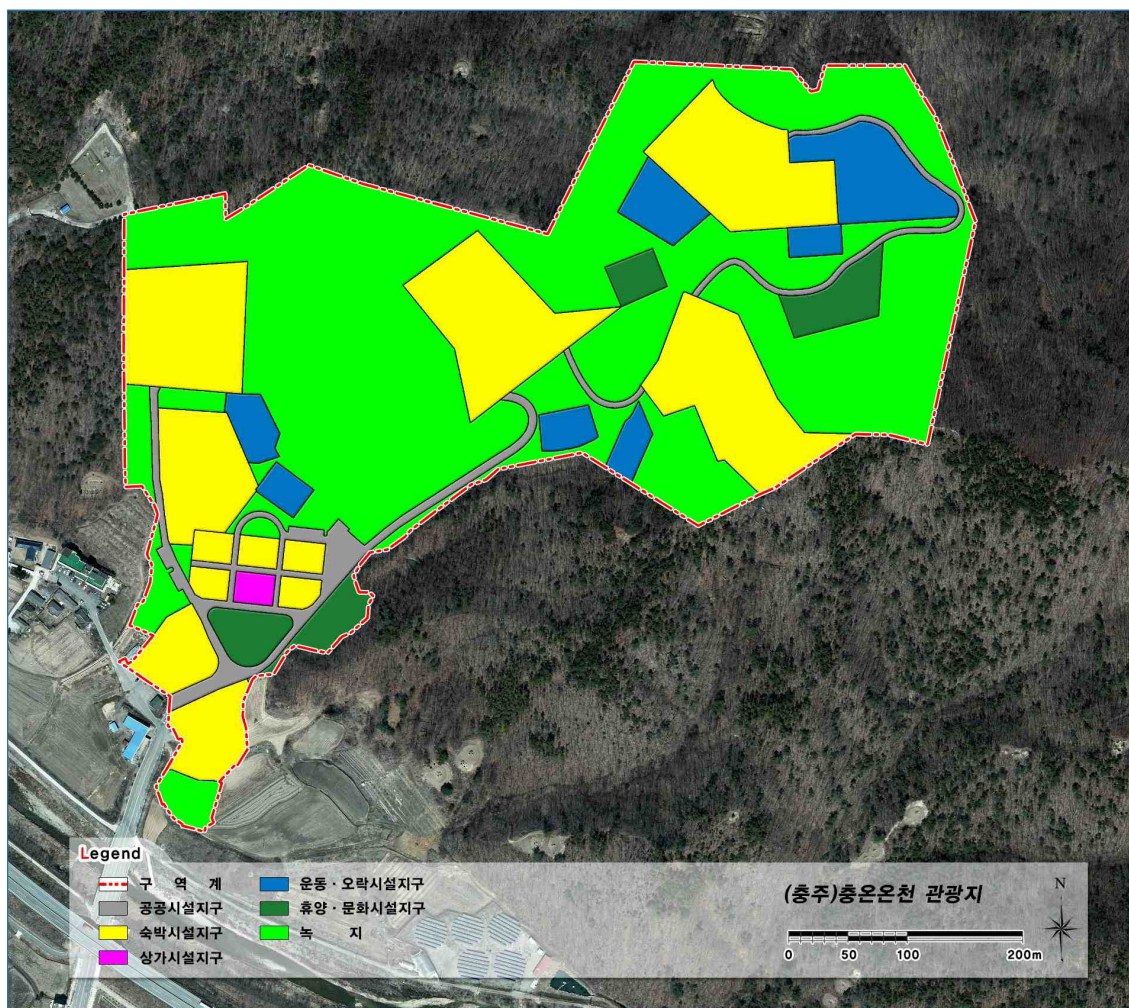 Legend
구 역 계
공공시설지구
숙박시설지구
상가시설지구
운동·오락시설지구
휴양·문화시설지구
녹 지
(충주)충온온천 관광지
N
0 50 100 200m